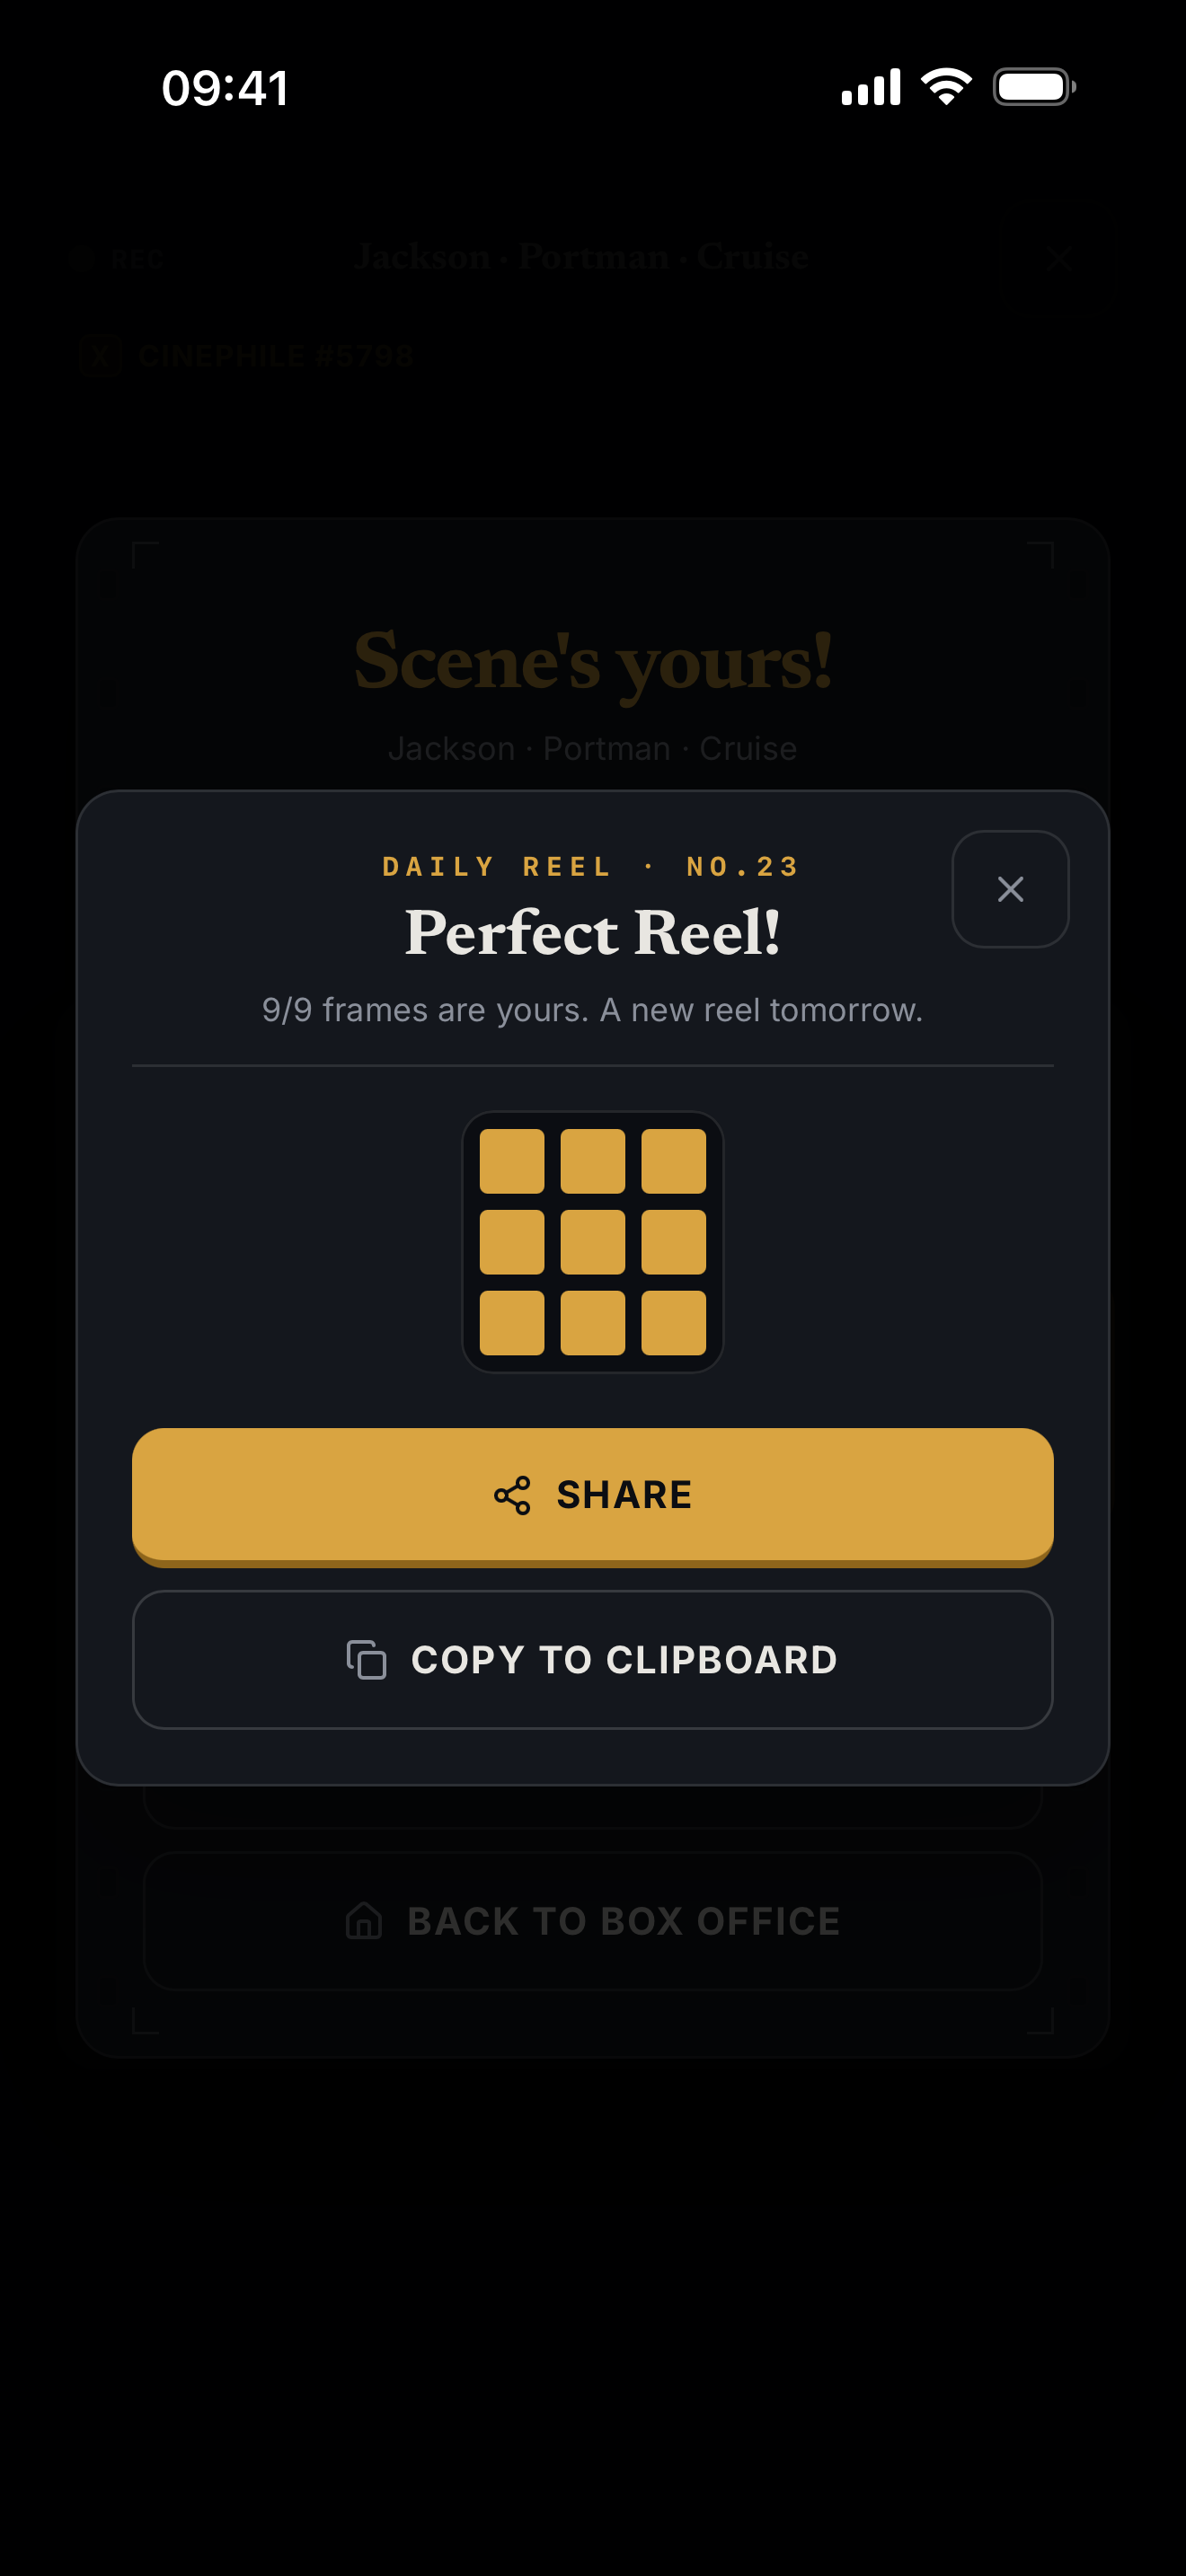 09:41
REC
Jackson · Portman · Cruise
X CINEPHILE #5798
Scene's yours!
Jackson · Portman · Cruise
DAILY REEL · NO.23
Perfect Reel!
9/9 frames are yours. A new reel tomorrow.
SHARE
COPY TO CLIPBOARD
BACK TO BOX OFFICE